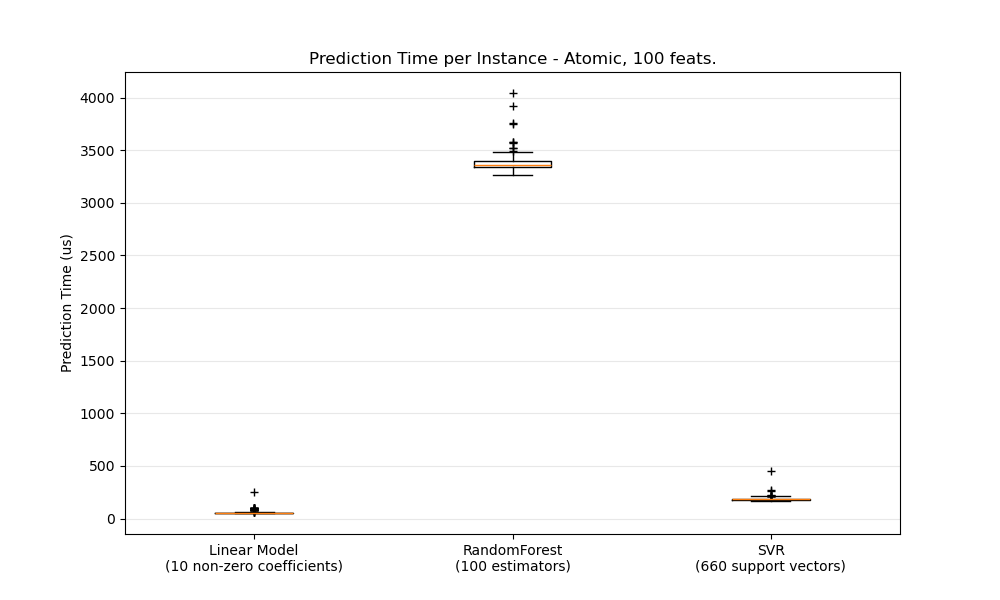 Prediction Time per Instance - Atomic, 100 feats.
Prediction Time (us)
4000
3500
3000
2500
2000
1500
1000
500
0
Linear Model
(10 non-zero coefficients)
RandomForest
(100 estimators)
SVR
(660 support vectors)